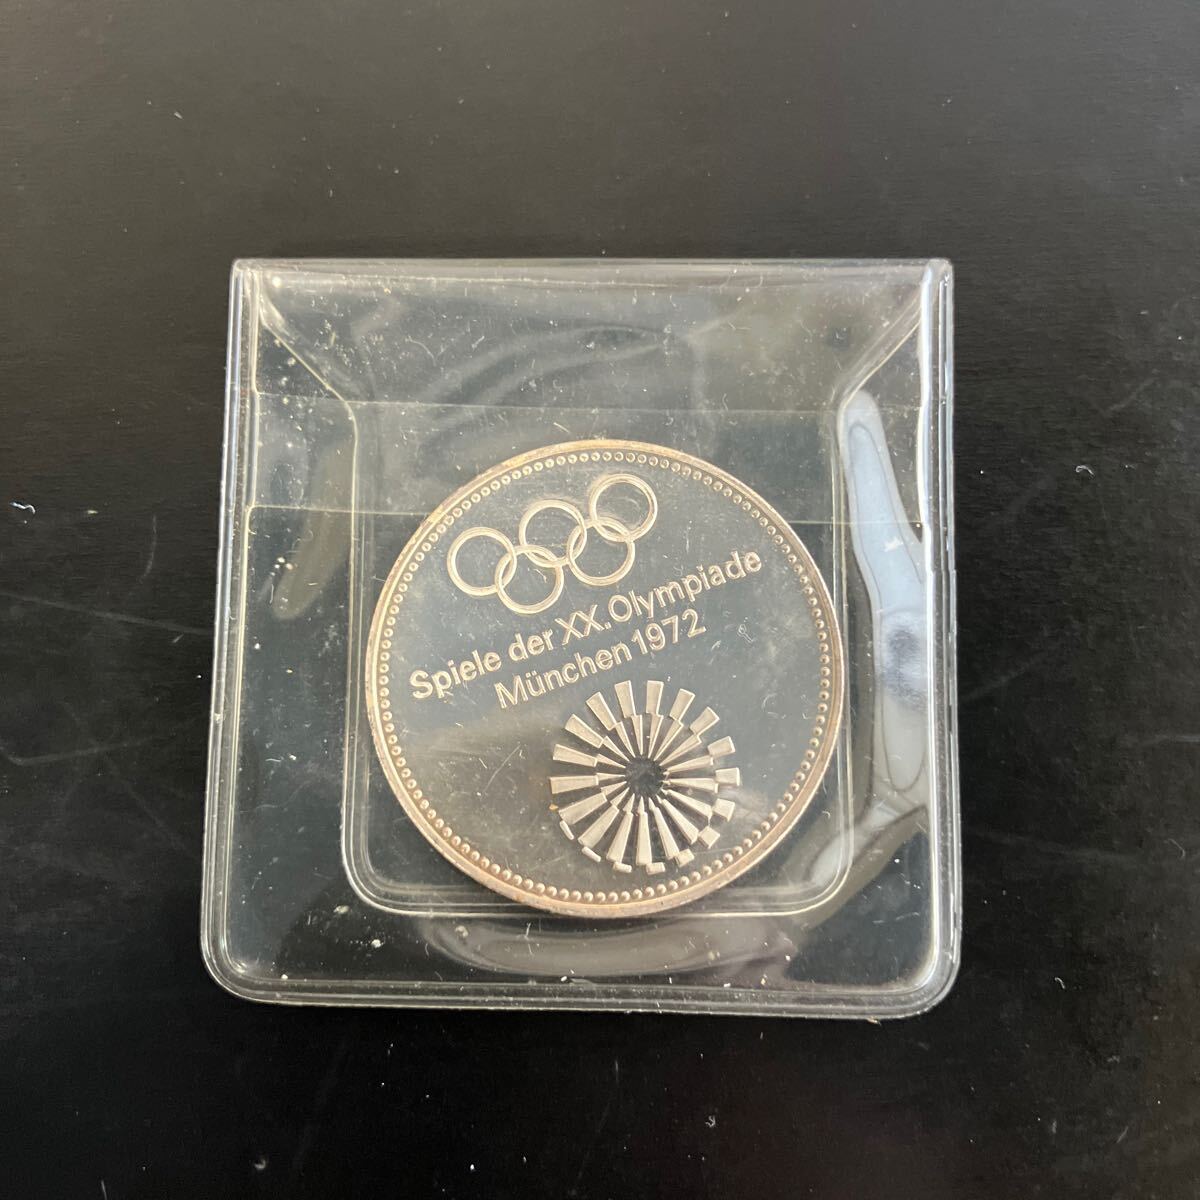 Spiele der XX. Olympiade
München 1972